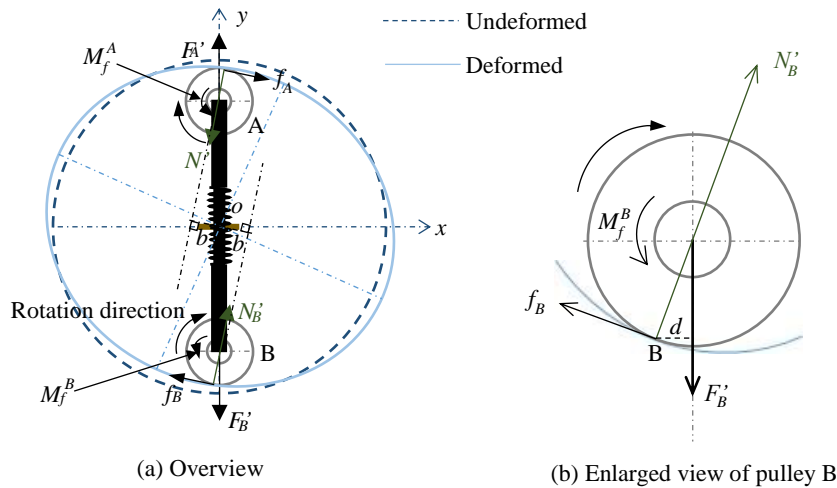 y
Undeformed
Deformed
M_f^A
F_A'
f_A
A
N'
o
x
b
b
Rotation direction
N_B'
B
M_f^B
f_B
F_B'
(a) Overview
N_B'
M_f^B
f_B
B
d
F_B'
(b) Enlarged view of pulley B